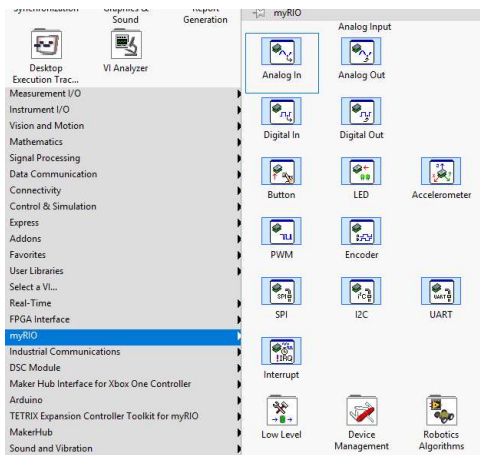 Synchronization
Graphics &
Sound
Report
Generation
Desktop
Execution Trac...
VI Analyzer
Measurement I/O
Instrument I/O
Vision and Motion
Mathematics
Signal Processing
Data Communication
Connectivity
Control & Simulation
Express
Addons
Favorites
User Libraries
Select a VI...
Real-Time
FPGA Interface
myRIO
Industrial Communications
DSC Module
Maker Hub Interface for Xbox One Controller
Arduino
TETRIX Expansion Controller Toolkit for myRIO
MakerHub
Sound and Vibration
myRIO
Analog Input
Analog In
Analog Out
Digital In
Digital Out
Button
LED
Accelerometer
PWM
Encoder
SPI
SPI
I2C
I²C
UART
UART
!IRQ
Interrupt
Low Level
Device
Management
Robotics
Algorithms